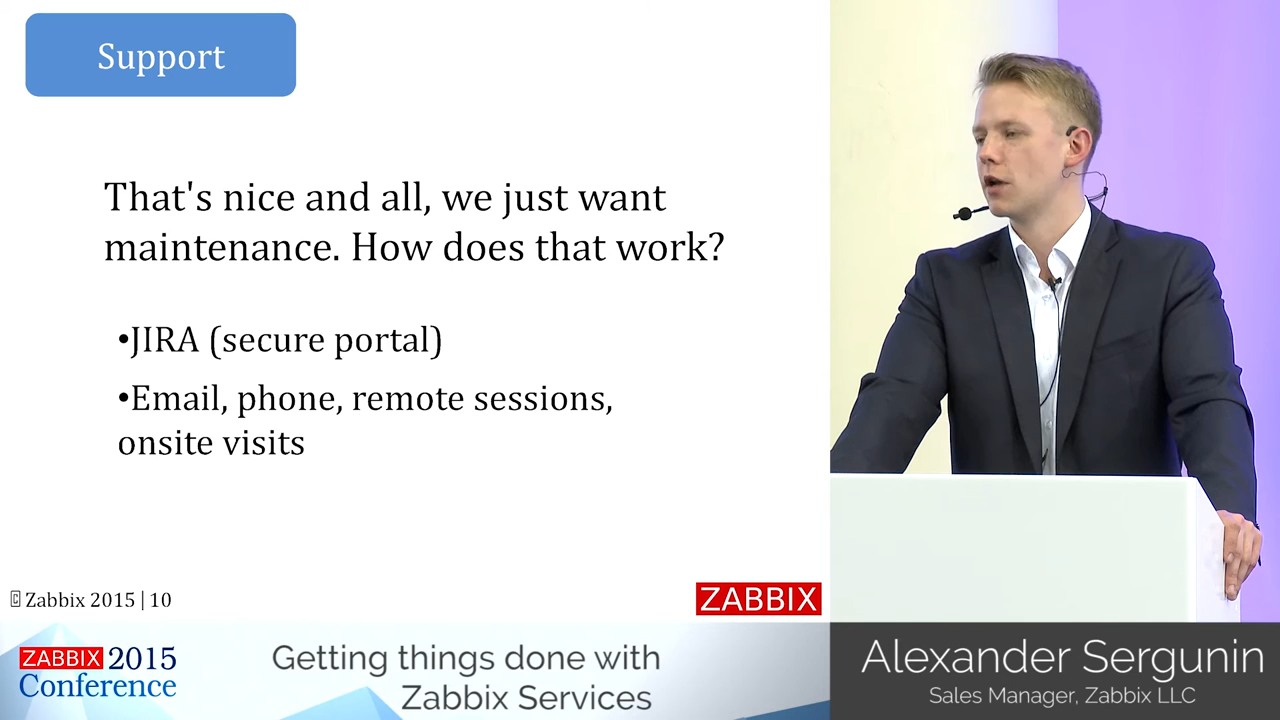 Support
That's nice and all, we just want
maintenance. How does that work?
•JIRA (secure portal)
•Email, phone, remote sessions,
onsite visits
Zabbix 2015 | 10
ZABBIX
ZABBIX 2015
Conference
Getting things done with
Zabbix Services
Alexander Sergunin
Sales Manager, Zabbix LLC